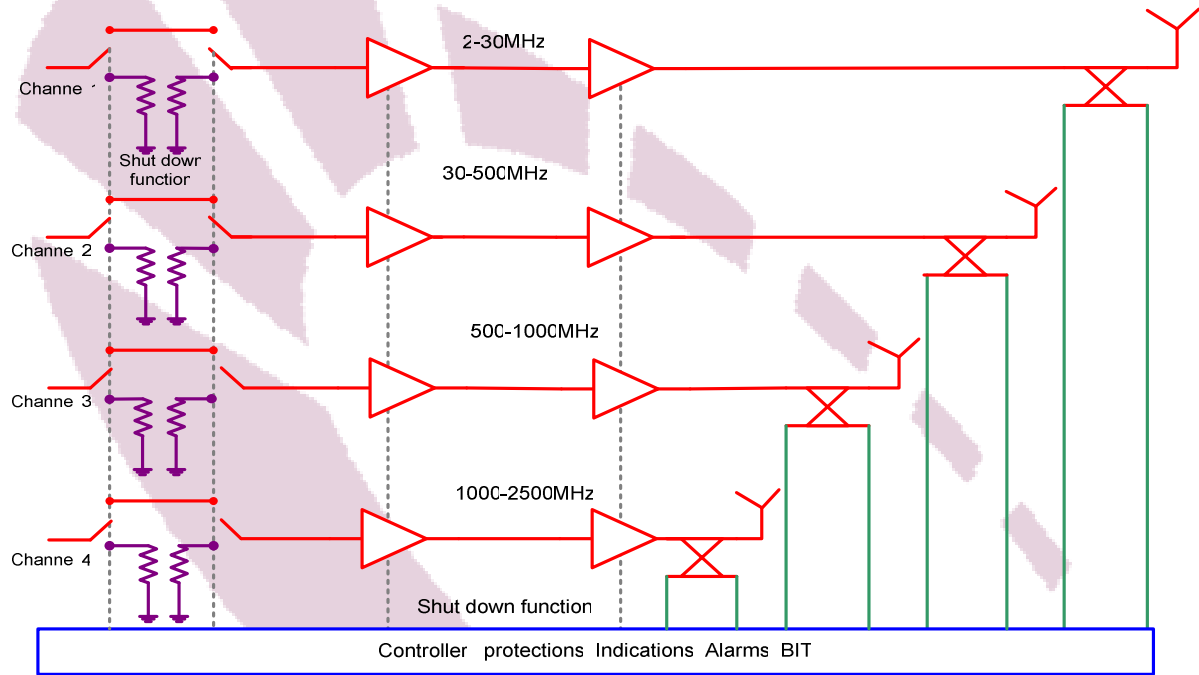 2-30MHz
Channe 1
Shut down
function
30-500MHz
Channe 2
500-1000MHz
Channe 3
1000-2500MHz
Channe 4
Shut down function
Controller protections Indications Alarms BIT